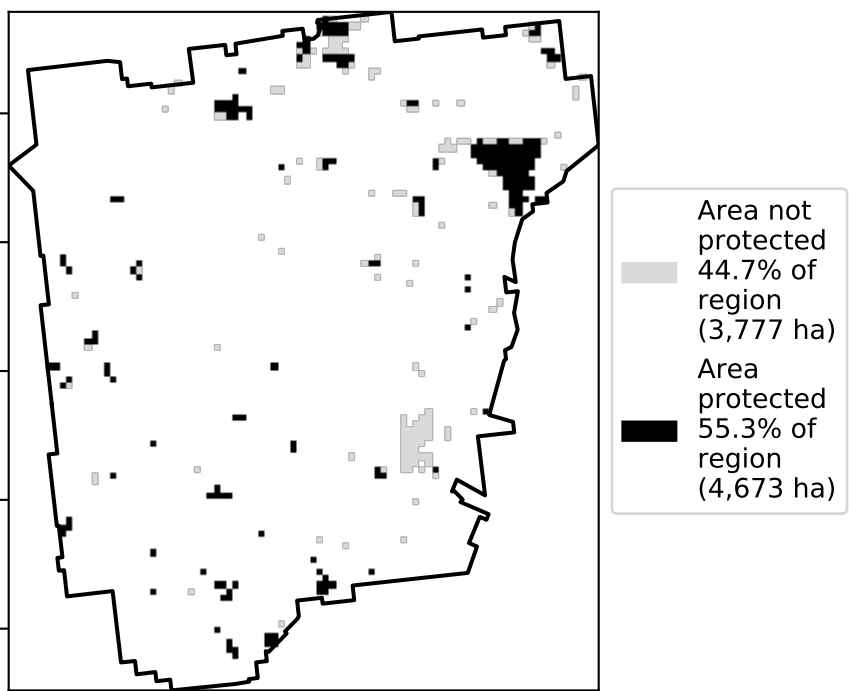 Area not
protected
44.7% of
region
(3,777 ha)
Area
protected
55.3% of
region
(4,673 ha)